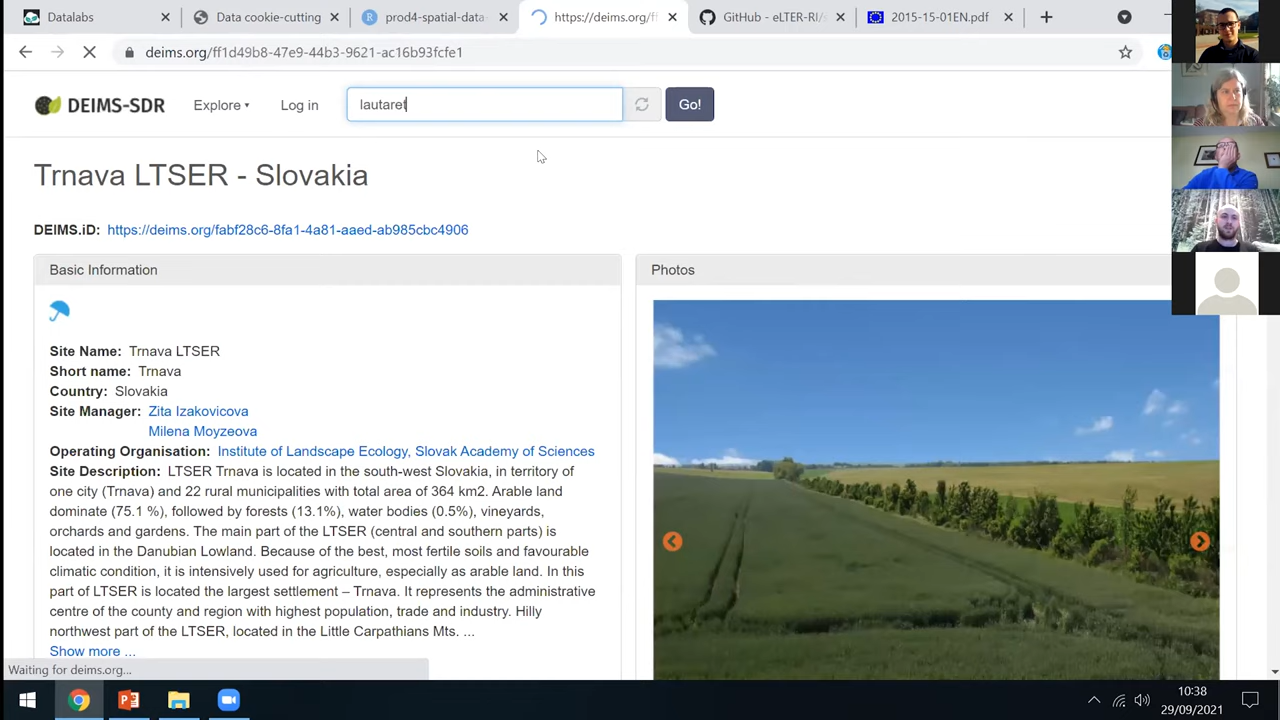 Datalabs
Data cookie-cutting
prod4-spatial-data
https://deims.org/ff
GitHub - eLTER-RI/
2015-15-01EN.pdf
deims.org/ff1d49b8-47e9-44b3-9621-ac16b93fcfe1
DEIMS-SDR
Explore
Log in
lautaret
Go!
Trnava LTSER - Slovakia
DEIMS.iD: https://deims.org/fabf28c6-8fa1-4a81-aaed-ab985cbc4906
Basic Information
Photos
Site Name: Trnava LTSER
Short name: Trnava
Country: Slovakia
Site Manager: Zita Izakovicova
Milena Moyzeova
Operating Organisation: Institute of Landscape Ecology, Slovak Academy of Sciences
Site Description: LTSER Trnava is located in the south-west Slovakia, in territory of
one city (Trnava) and 22 rural municipalities with total area of 364 km2. Arable land
dominate (75.1 %), followed by forests (13.1%), water bodies (0.5%), vineyards,
orchards and gardens. The main part of the LTSER (central and southern parts) is
located in the Danubian Lowland. Because of the best, most fertile soils and favourable
climatic condition, it is intensively used for agriculture, especially as arable land. In this
part of LTSER is located the largest settlement – Trnava. It represents the administrative
centre of the county and region with highest population, trade and industry. Hilly
northwest part of the LTSER, located in the Little Carpathians Mts. ...
Show more ...
Waiting for deims.org...
10:38
29/09/2021